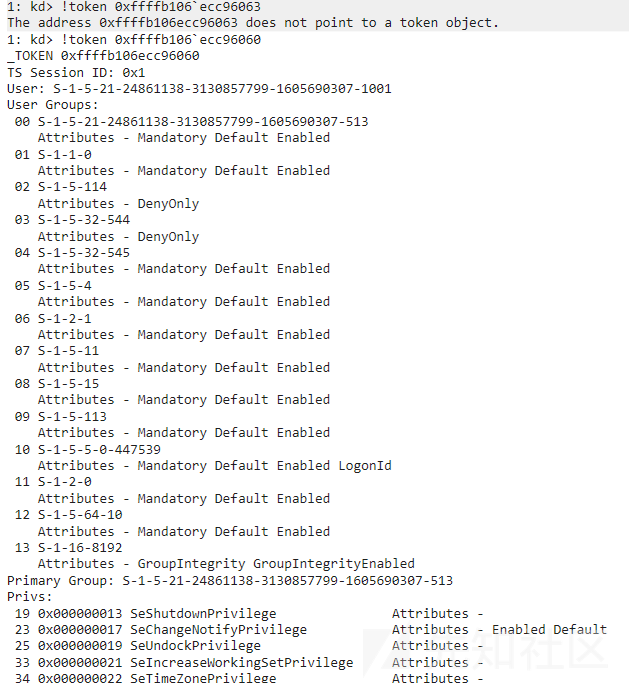 1: kd> !token 0xffffb106`ecc96063
The address 0xffffb106ecc96063 does not point to a token object.
1: kd> !token 0xffffb106`ecc96060
_TOKEN 0xffffb106ecc96060
TS Session ID: 0x1
User: S-1-5-21-24861138-3130857799-1605690307-1001
User Groups:
00 S-1-5-21-24861138-3130857799-1605690307-513
Attributes - Mandatory Default Enabled
01 S-1-1-0
Attributes - Mandatory Default Enabled
02 S-1-5-114
Attributes - DenyOnly
03 S-1-5-32-544
Attributes - DenyOnly
04 S-1-5-32-545
Attributes - Mandatory Default Enabled
05 S-1-5-4
Attributes - Mandatory Default Enabled
06 S-1-2-1
Attributes - Mandatory Default Enabled
07 S-1-5-11
Attributes - Mandatory Default Enabled
08 S-1-5-15
Attributes - Mandatory Default Enabled
09 S-1-5-113
Attributes - Mandatory Default Enabled
10 S-1-5-5-0-447539
Attributes - Mandatory Default Enabled LogonId
11 S-1-2-0
Attributes - Mandatory Default Enabled
12 S-1-5-64-10
Attributes - Mandatory Default Enabled
13 S-1-16-8192
Attributes - GroupIntegrity GroupIntegrityEnabled
Primary Group: S-1-5-21-24861138-3130857799-1605690307-513
Privs:
19 0x000000013 SeShutdownPrivilege Attributes -
23 0x000000017 SeChangeNotifyPrivilege Attributes - Enabled Default
25 0x000000019 SeUndockPrivilege Attributes -
33 0x000000021 SeIncreaseWorkingSetPrivilege Attributes -
34 0x000000022 SeTimeZonePrivilege Attributes -